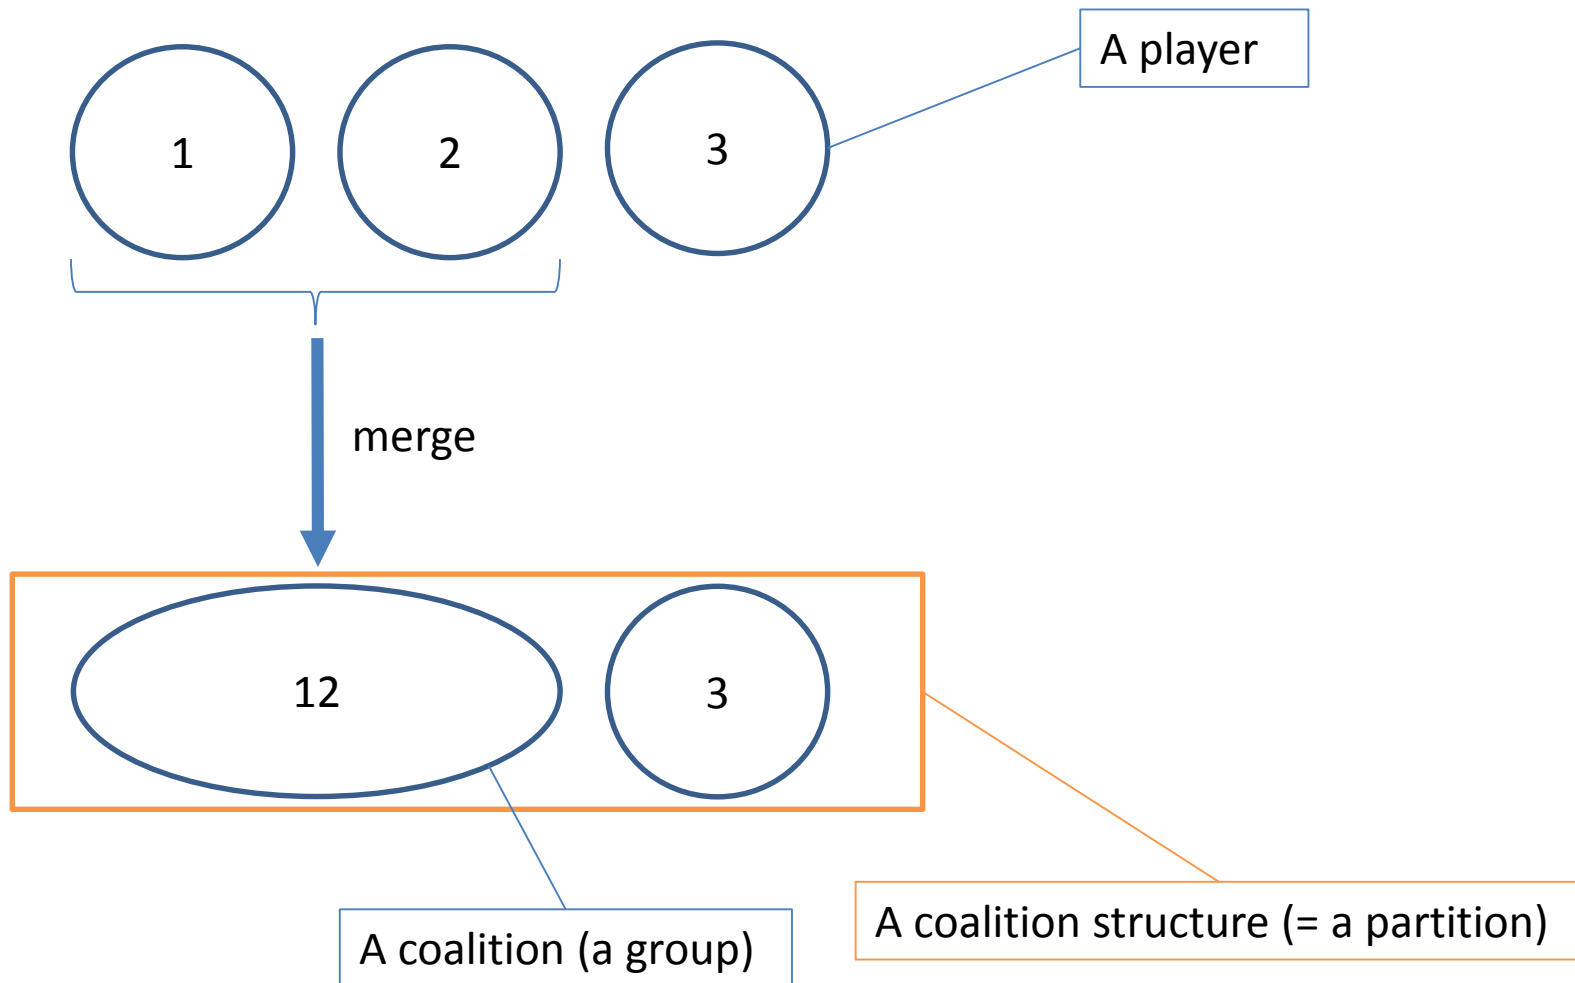 A player
1
2
3
merge
12
3
A coalition (a group)
A coalition structure (= a partition)